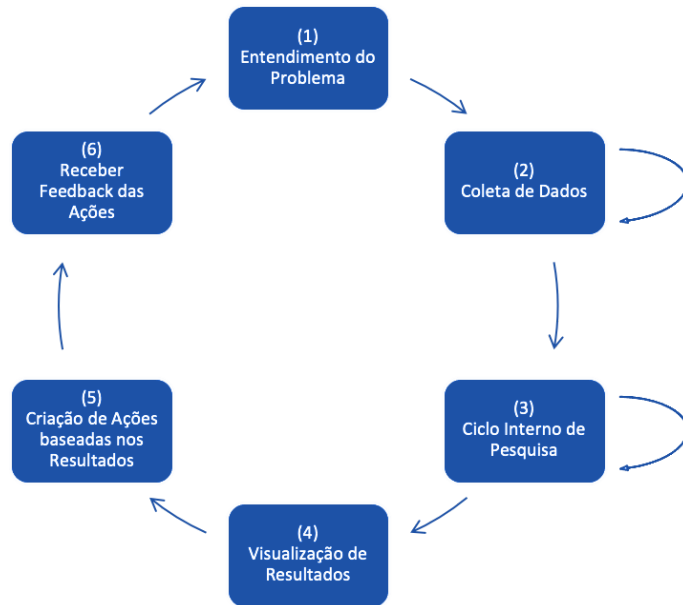 (1)
Entendimento do
Problema
(2)
Coleta de Dados
(3)
Ciclo Interno de
Pesquisa
(4)
Visualização de
Resultados
(5)
Criação de Ações
baseadas nos
Resultados
(6)
Receber
Feedback das
Ações